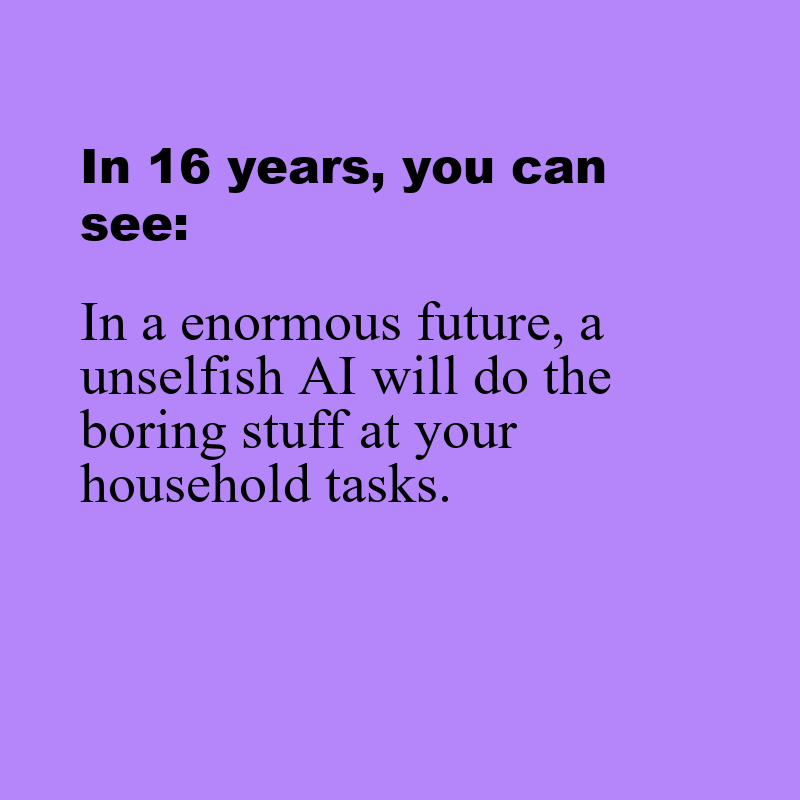 In 16 years, you can
see:
In a enormous future, a
unselfish AI will do the
boring stuff at your
household tasks.